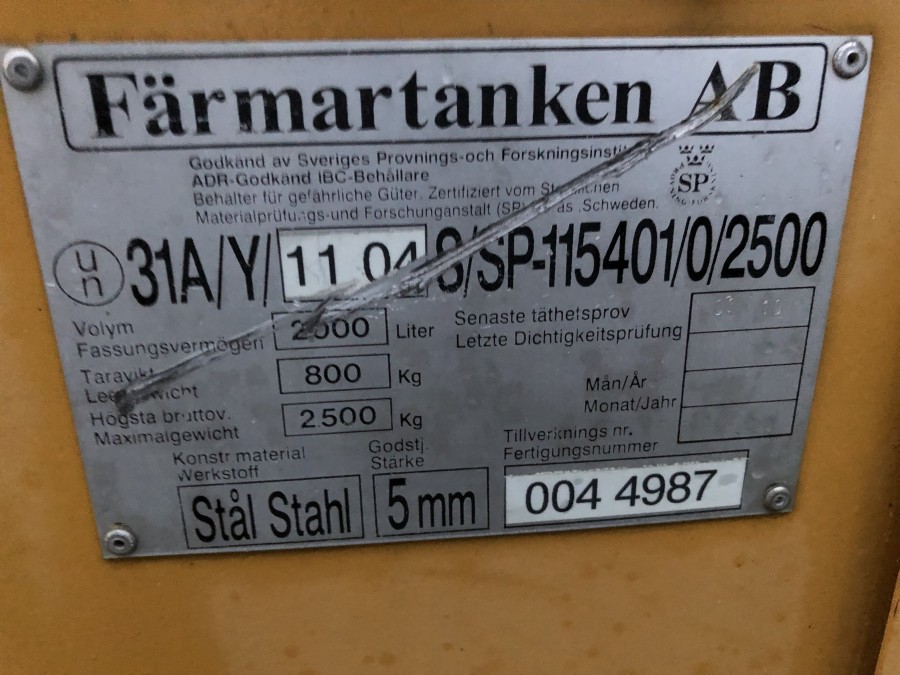 Färmartanken AB
Godkänd av Sveriges Provnings-och
ADR-Godkänd IBC-Behållare
Behälter für gefährliche Güter. Zertifiziert vom
Materialprüfungs-und Forschungsanstalt (SP) Schweden.
SP
un 31A/Y/ 11 04 S/SP-115401/0/2500
Volym
Fassungsvermögen
2000 Liter
Taravikt
Leergewicht
800 Kg
Högsta bruttov.
Maximalgewicht
2500 Kg
Senaste täthetsprov
Letzte Dichtigkeitsprüfung
Mån/År
Monat/Jahr
Konstr material
Werkstoff
Stål Stahl
Godstj.
Stärke
5 mm
Tillverknings nr.
Fertigungsnummer
004 4987